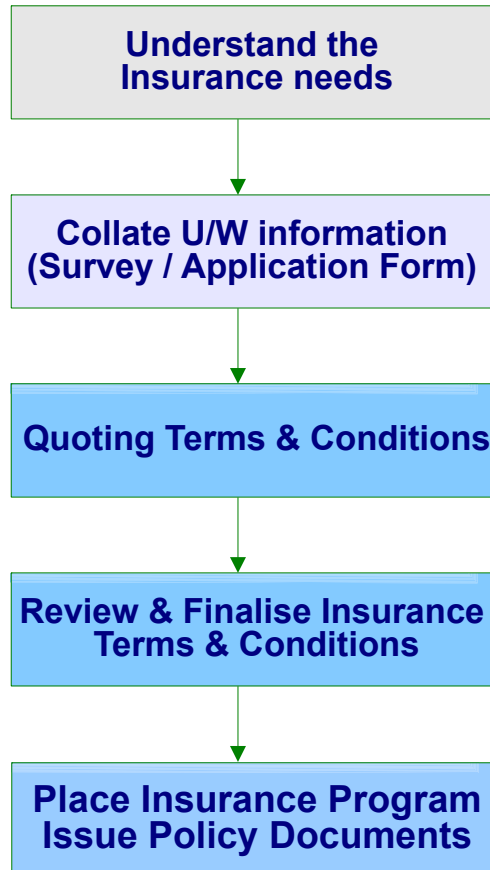 Understand the
Insurance needs
Collate U/W information
(Survey / Application Form)
Quoting Terms & Conditions
Review & Finalise Insurance
Terms & Conditions
Place Insurance Program
Issue Policy Documents